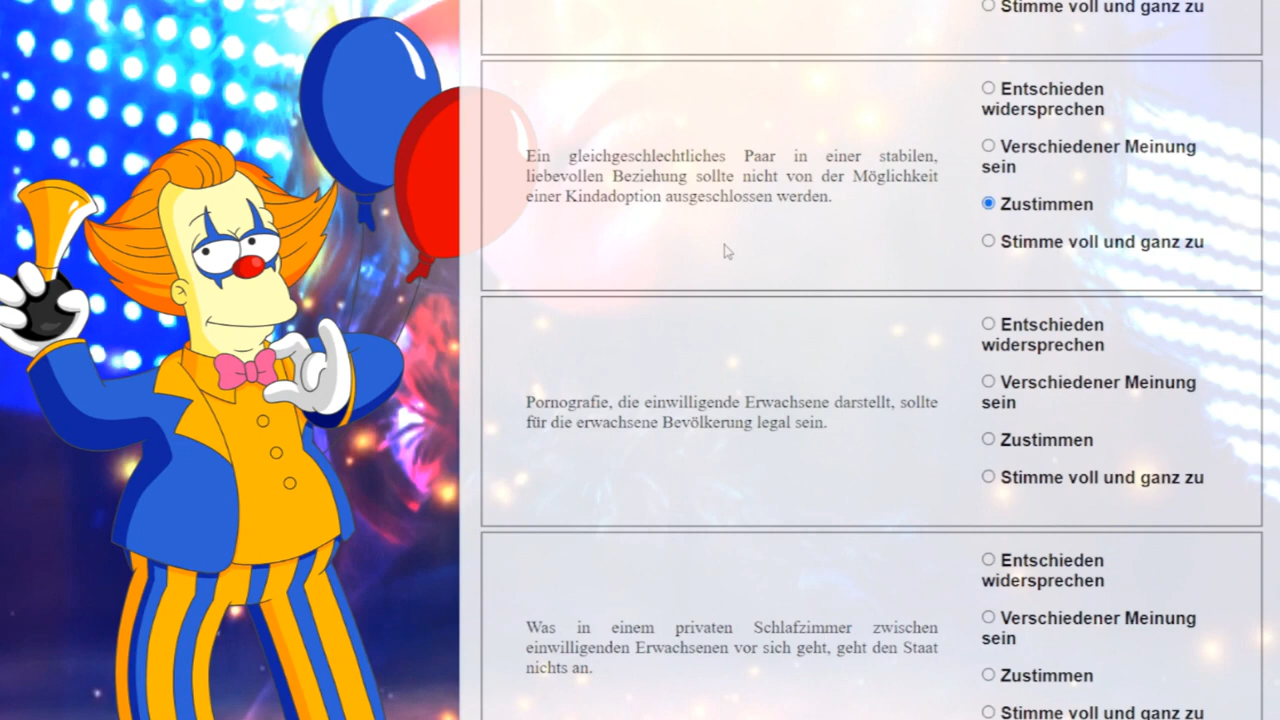 Stimme voll und ganz zu
Ein gleichgeschlechtliches Paar in einer stabilen,
liebevollen Beziehung sollte nicht von der Möglichkeit
einer Kindadoption ausgeschlossen werden.
Entschieden
widersprechen
Verschiedener Meinung
sein
Zustimmen
Stimme voll und ganz zu
Pornografie, die einwilligende Erwachsene darstellt, sollte
für die erwachsene Bevölkerung legal sein.
Entschieden
widersprechen
Verschiedener Meinung
sein
Zustimmen
Stimme voll und ganz zu
Was in einem privaten Schlafzimmer zwischen
einwilligenden Erwachsenen vor sich geht, geht den Staat
nichts an.
Entschieden
widersprechen
Verschiedener Meinung
sein
Zustimmen
Stimme voll und ganz zu